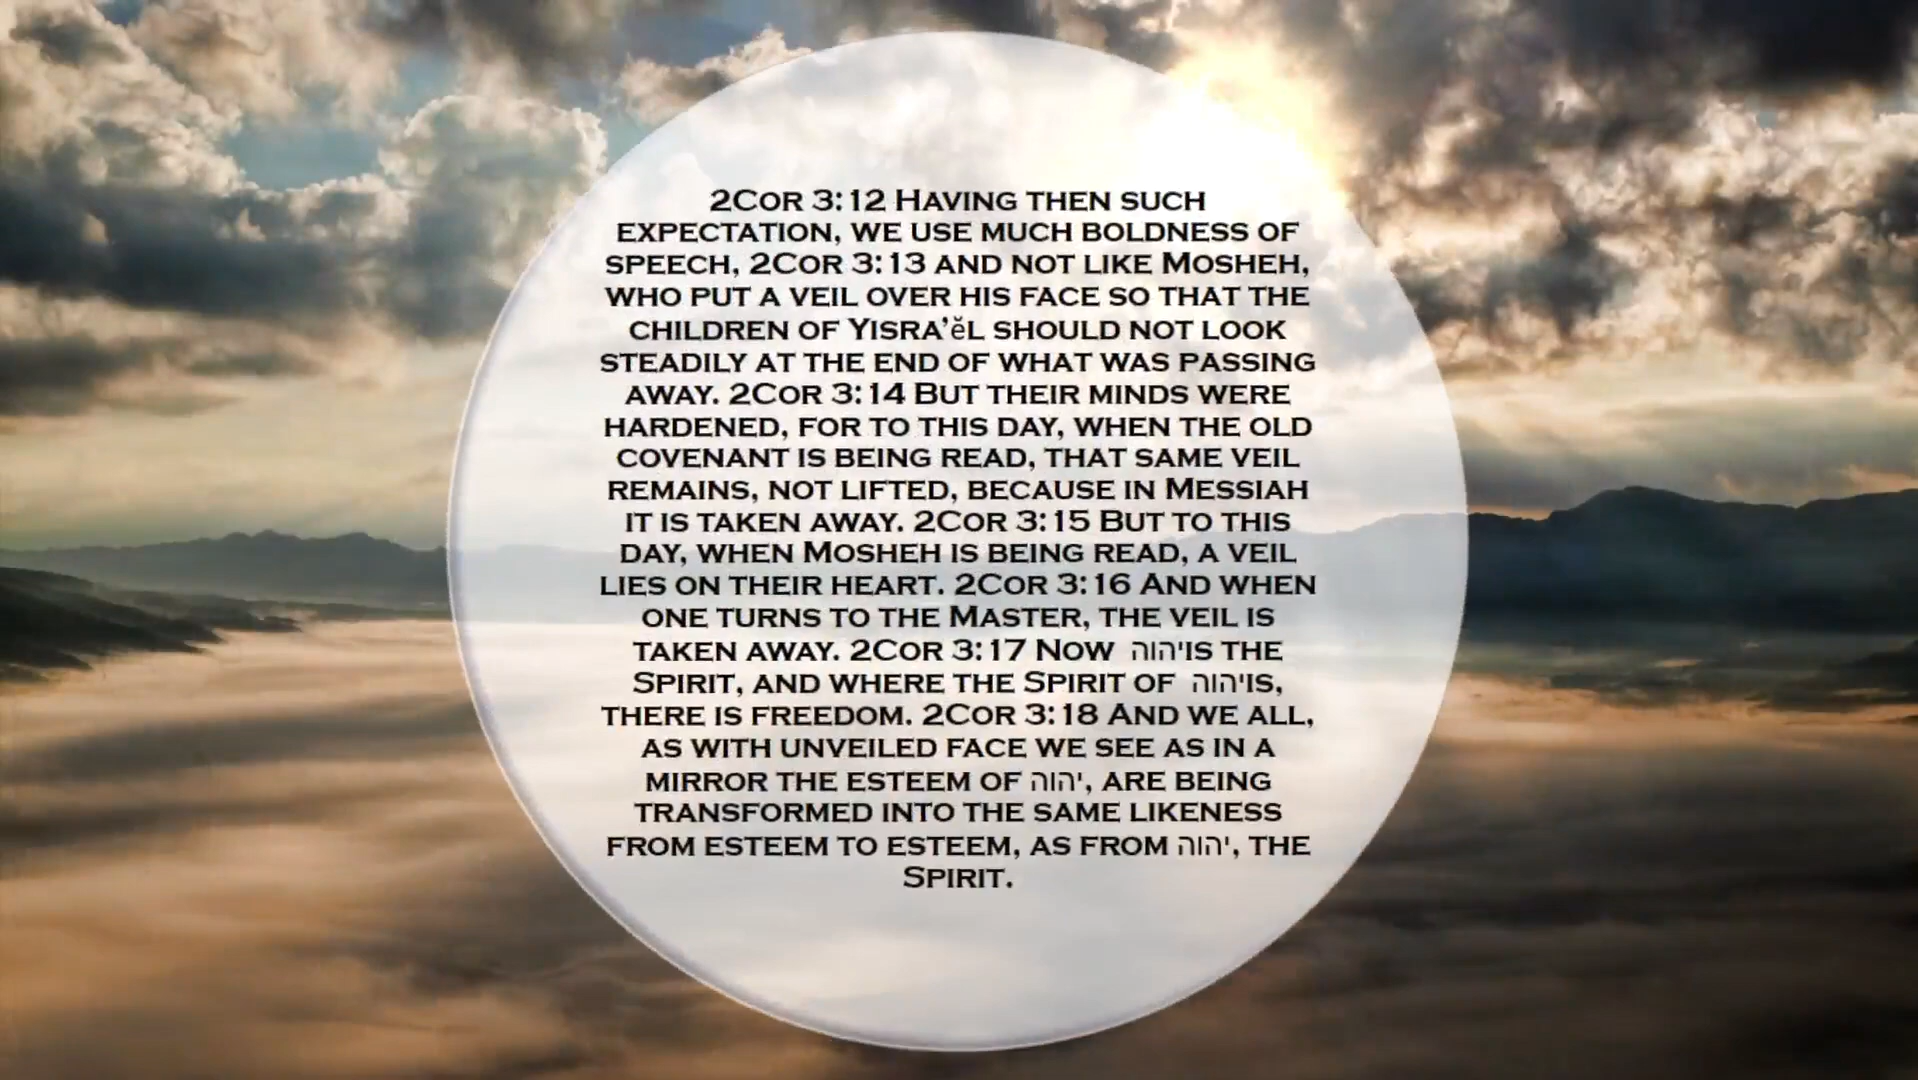 2Cor 3:12 Having then such
expectation, we use much boldness of
speech, 2Cor 3:13 and not like Mosheh,
who put a veil over his face so that the
children of Yisra’ĕl should not look
steadily at the end of what was passing
away. 2Cor 3:14 But their minds were
hardened, for to this day, when the old
covenant is being read, that same veil
remains, not lifted, because in Messiah
it is taken away. 2Cor 3:15 But to this
day, when Mosheh is being read, a veil
lies on their heart. 2Cor 3:16 And when
one turns to the Master, the veil is
taken away. 2Cor 3:17 Now יהוה is the
Spirit, and where the Spirit of יהוה is,
there is freedom. 2Cor 3:18 And we all,
as with unveiled face we see as in a
mirror the esteem of יהוה, are being
transformed into the same likeness
from esteem to esteem, as from יהוה, the
Spirit.